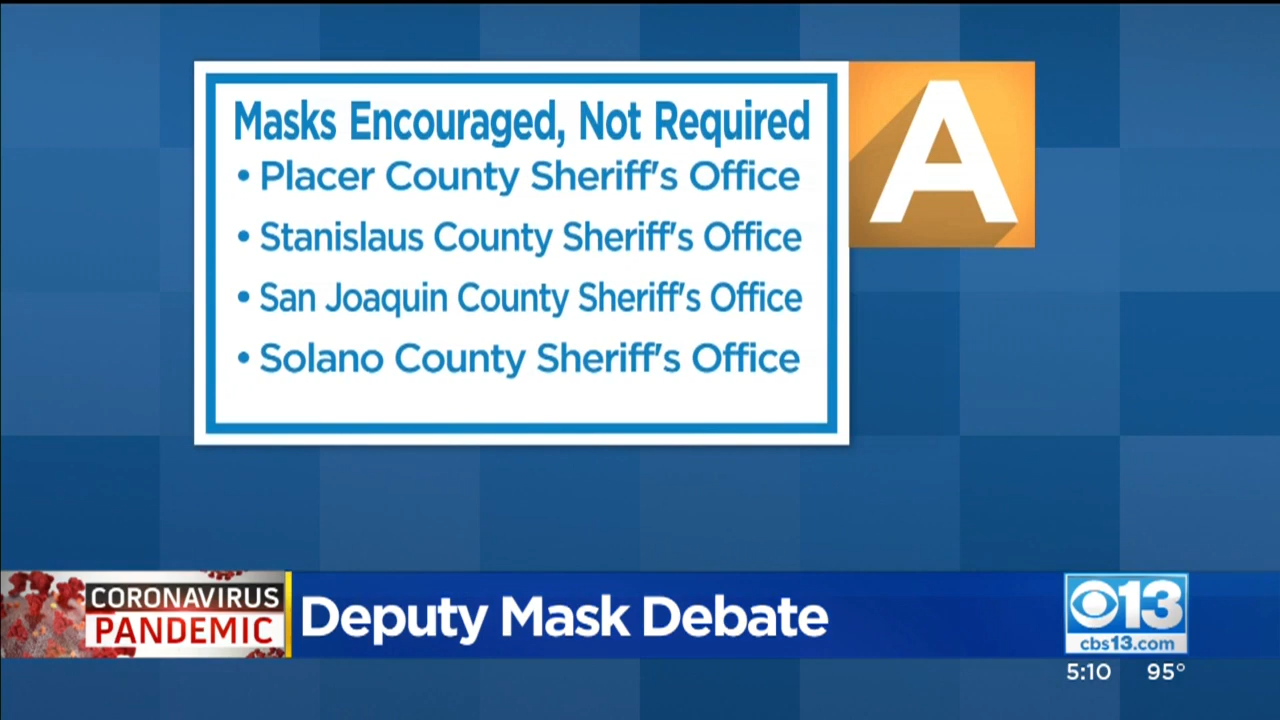 Masks Encouraged, Not Required
• Placer County Sheriff's Office
• Stanislaus County Sheriff's Office
• San Joaquin County Sheriff's Office
• Solano County Sheriff's Office
A
CORONAVIRUS
PANDEMIC
Deputy Mask Debate
13
cbs13.com
5:10 95°